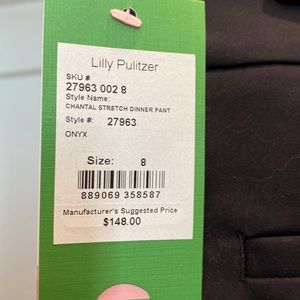 Lilly Pulitzer
SKU #
27963 002 8
Style Name:
CHANTAL STRETCH DINNER PANT
Style #: 27963
ONYX
Size: 8
889069 358587
Manufacturer's Suggested Price
$148.00